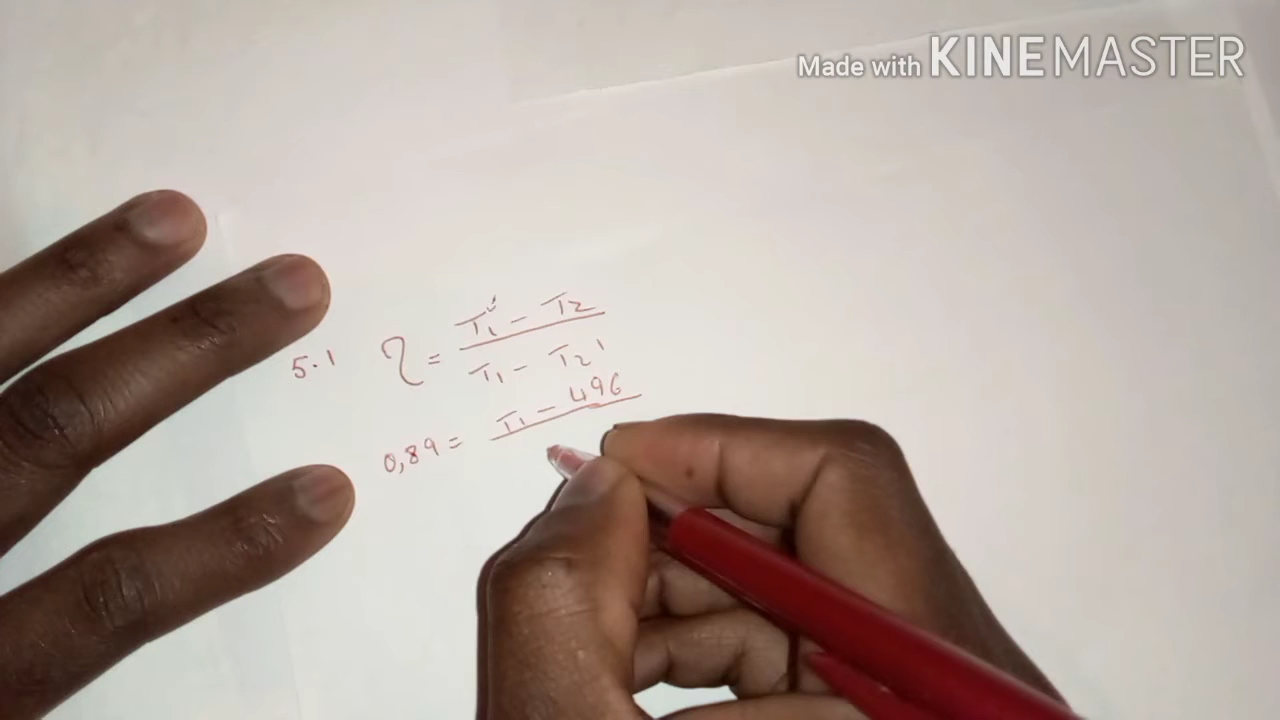 Made with KINEMASTER
5.1 η = T₁ - T₂
T₁ - T₂'
0,89 = T₁ - 496